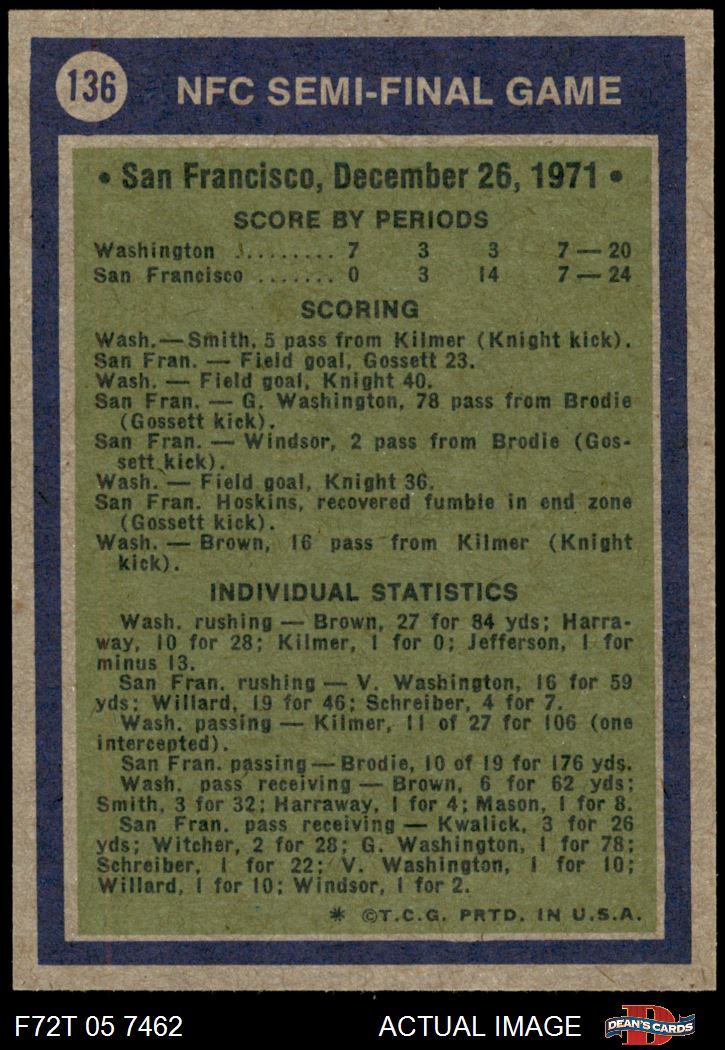 136
NFC SEMI-FINAL GAME
• San Francisco, December 26, 1971 •
SCORE BY PERIODS
Washington ......... 7 3 3 7 — 20
San Francisco ....... 0 3 14 7 — 24
SCORING
Wash.—Smith, 5 pass from Kilmer (Knight kick).
San Fran. — Field goal, Gossett 23.
Wash. — Field goal, Knight 40.
San Fran. — G. Washington, 78 pass from Brodie
(Gossett kick).
San Fran. — Windsor, 2 pass from Brodie (Gos-
sett kick).
Wash. — Field goal, Knight 36.
San Fran. Hoskins, recovered fumble in end zone
(Gossett kick).
Wash. — Brown, 16 pass from Kilmer (Knight
kick).
INDIVIDUAL STATISTICS
Wash. rushing — Brown, 27 for 84 yds; Harra-
way, 10 for 28; Kilmer, 1 for 0; Jefferson, 1 for
minus 13.
San Fran. rushing — V. Washington, 16 for 59
yds; Willard, 19 for 46; Schreiber, 4 for 7.
Wash. passing — Kilmer, 11 of 27 for 106 (one
intercepted).
San Fran. passing — Brodie, 10 of 19 for 176 yds.
Wash. pass receiving — Brown, 6 for 62 yds;
Smith, 3 for 32; Harraway, 1 for 4; Mason, 1 for 8.
San Fran. pass receiving — Kwalick, 3 for 26
yds; Witcher, 2 for 28; G. Washington, 1 for 78;
Schreiber, 1 for 22; V. Washington, 1 for 10;
Willard, 1 for 10; Windsor, 1 for 2.
* ©T.C.G. PRTD. IN U.S.A.
F72T 05 7462 ACTUAL IMAGE
D
DEAN'S CARDS